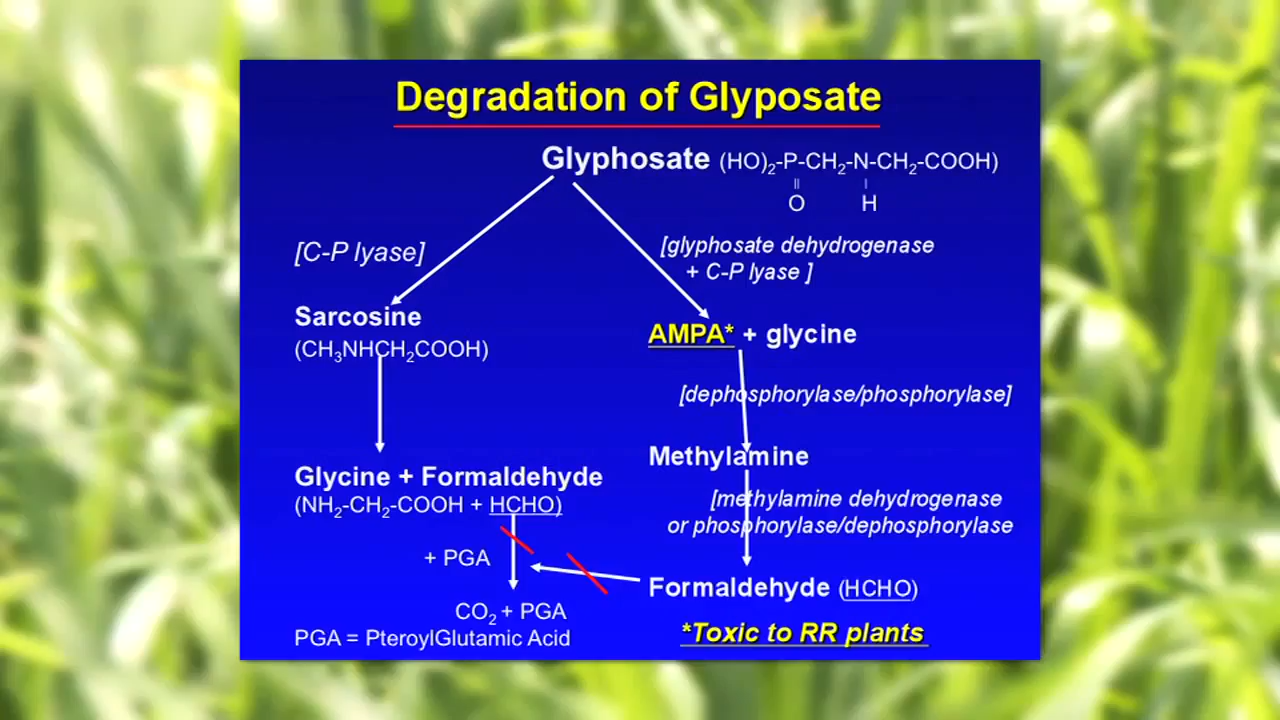 Degradation of Glyposate
Glyphosate (HO)₂-P-CH₂-N-CH₂-COOH)
O H
[C-P lyase]
[glyphosate dehydrogenase
+ C-P lyase ]
Sarcosine
(CH₃NHCH₂COOH)
AMPA* + glycine
[dephosphorylase/phosphorylase]
Methylamine
Glycine + Formaldehyde
(NH₂-CH₂-COOH + HCHO)
[methylamine dehydrogenase
or phosphorylase/dephosphorylase
+ PGA
Formaldehyde (HCHO)
CO₂ + PGA
PGA = PteroylGlutamic Acid
*Toxic to RR plants